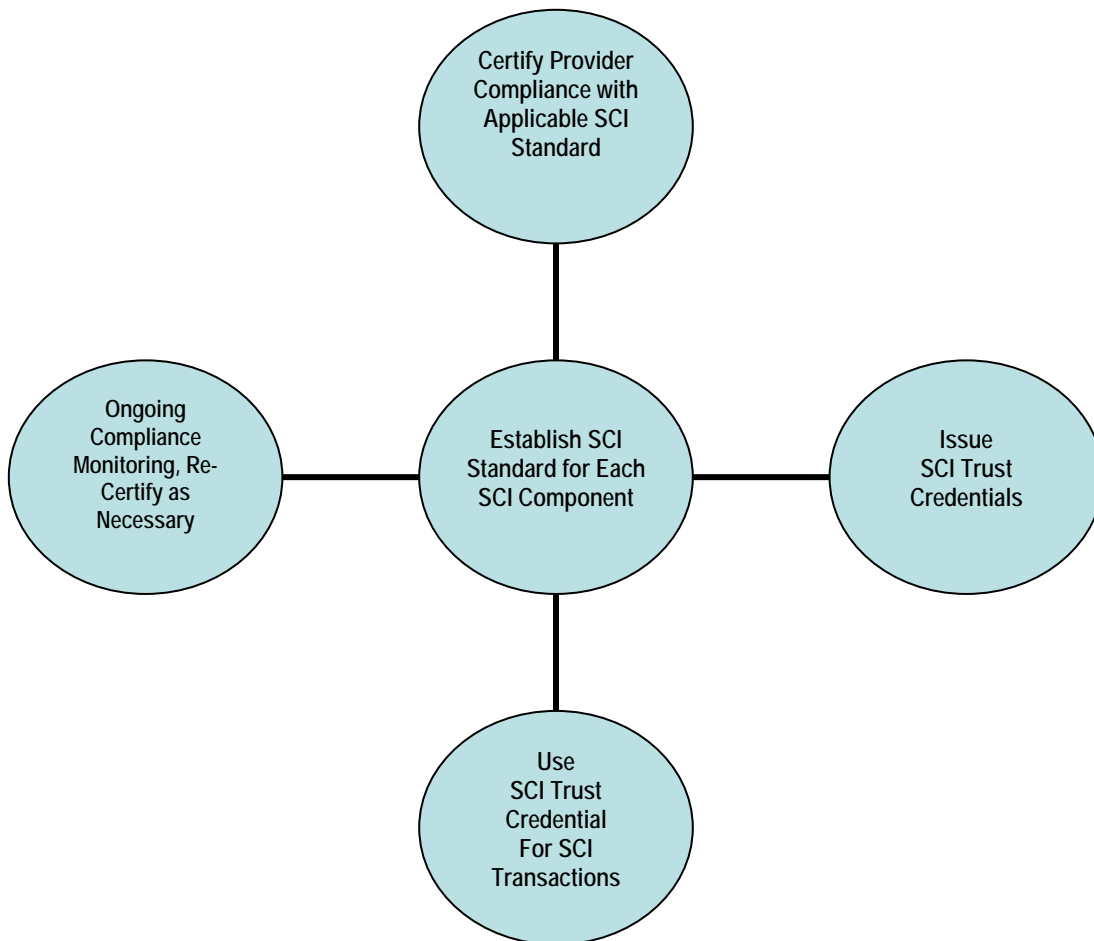 Certify Provider
Compliance with
Applicable SCI
Standard
Ongoing
Compliance
Monitoring, Re-
Certify as
Necessary
Establish SCI
Standard for Each
SCI Component
Issue
SCI Trust
Credentials
Use
SCI Trust
Credential
For SCI
Transactions